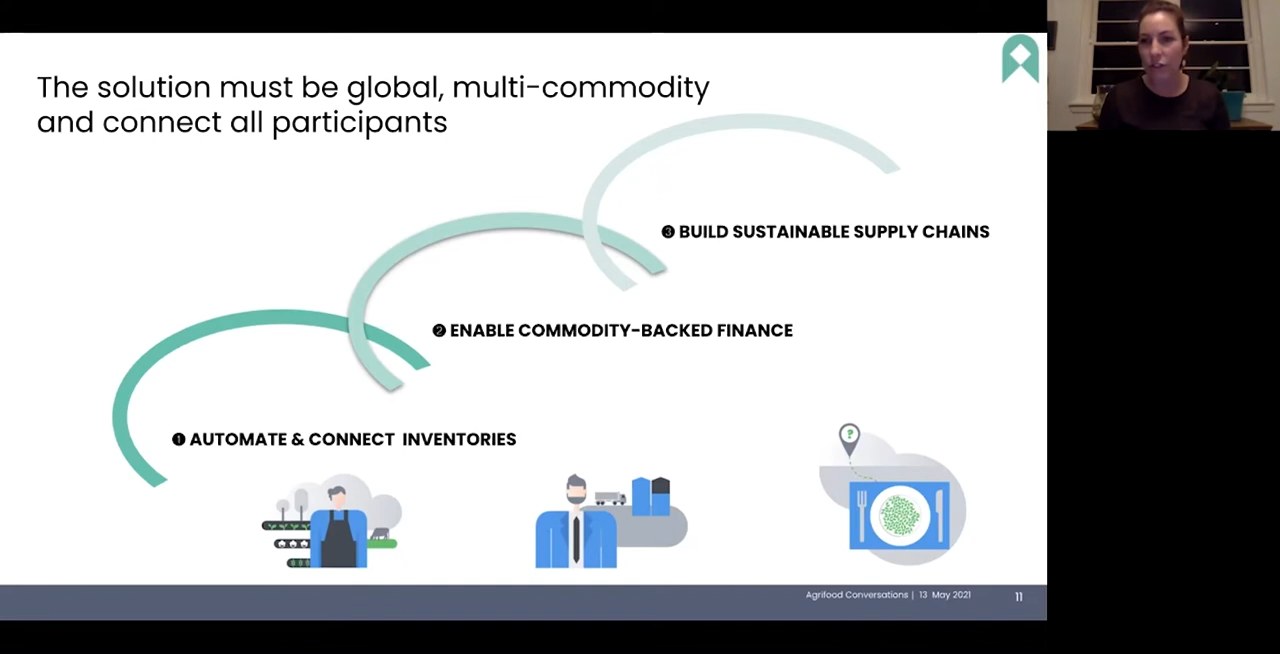 The solution must be global, multi-commodity
and connect all participants
❸ BUILD SUSTAINABLE SUPPLY CHAINS
❷ ENABLE COMMODITY-BACKED FINANCE
❶ AUTOMATE & CONNECT INVENTORIES
?
Agrifood Conversations | 13 May 2021 11